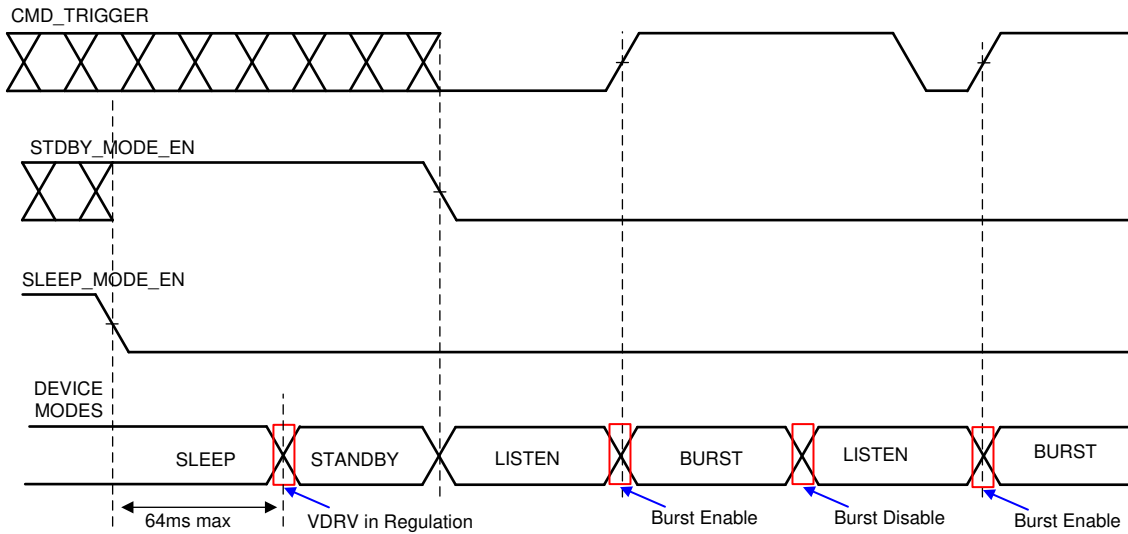 CMD_TRIGGER
STDBY_MODE_EN
SLEEP_MODE_EN
DEVICE
MODES
SLEEP
STANDBY
LISTEN
BURST
LISTEN
BURST
64ms max
VDRV in Regulation
Burst Enable
Burst Disable
Burst Enable